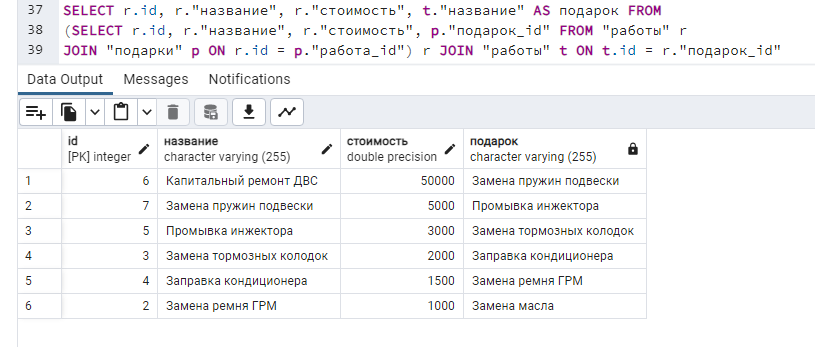 37 SELECT r.id, r."название", r."стоимость", t."название" AS подарок FROM
38 (SELECT r.id, r."название", r."стоимость", p."подарок_id" FROM "работы" r
39 JOIN "подарки" p ON r.id = p."работа_id") r JOIN "работы" t ON t.id = r."подарок_id"
Data Output Messages Notifications
id название стоимость подарок
[PK] integer character varying (255) double precision character varying (255)
1 6 Капитальный ремонт ДВС 50000 Замена пружин подвески
2 7 Замена пружин подвески 5000 Промывка инжектора
3 5 Промывка инжектора 3000 Замена тормозных колодок
4 3 Замена тормозных колодок 2000 Заправка кондиционера
5 4 Заправка кондиционера 1500 Замена ремня ГРМ
6 2 Замена ремня ГРМ 1000 Замена масла